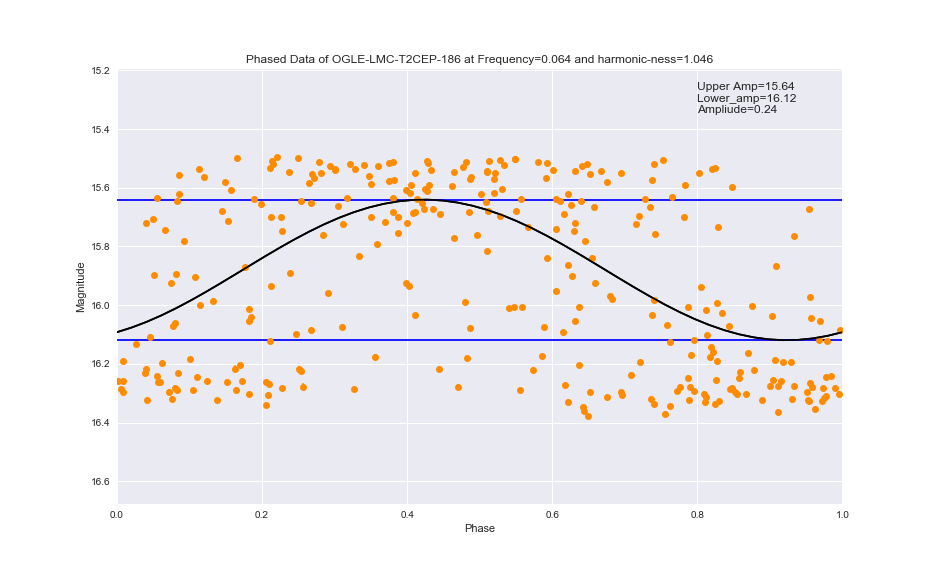 Phased Data of OGLE-LMC-T2CEP-186 at Frequency=0.064 and harmonic-ness=1.046
15.2
Upper Amp=15.64
Lower_amp=16.12
Ampliude=0.24
15.4
15.6
15.8
16.0
16.2
16.4
16.6
Magnitude
0.0 0.2 0.4 0.6 0.8 1.0
Phase